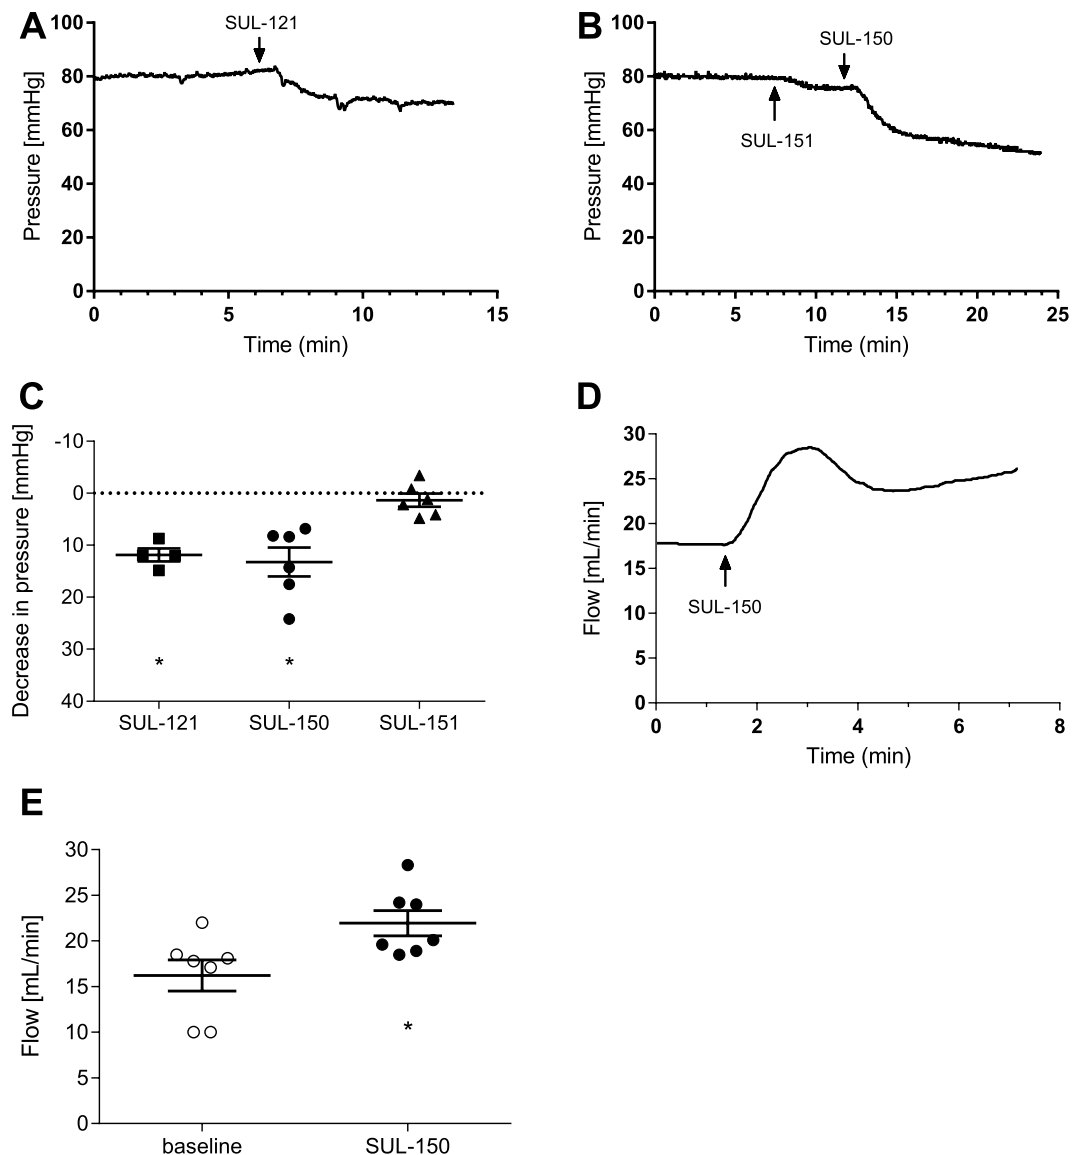 A
SUL-121
Pressure [mmHg]
100
80
60
40
20
0
0 5 10 15
Time (min)
B
SUL-150
SUL-151
Pressure [mmHg]
100
80
60
40
20
0
0 5 10 15 20 25
Time (min)
C
Decrease in pressure [mmHg]
-10
0
10
20
30
40
* *
SUL-121 SUL-150 SUL-151
D
Flow [mL/min]
30
25
20
15
10
5
0
SUL-150
0 2 4 6 8
Time (min)
E
Flow [mL/min]
30
25
20
15
10
5
0
*
baseline SUL-150